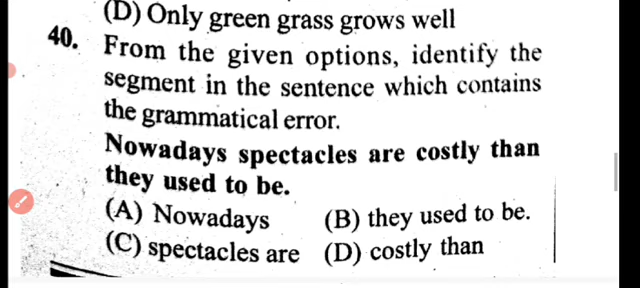 (D) Only green grass grows well
40. From the given options, identify the
segment in the sentence which contains
the grammatical error.
Nowadays spectacles are costly than
they used to be.
(A) Nowadays (B) they used to be.
(C) spectacles are (D) costly than